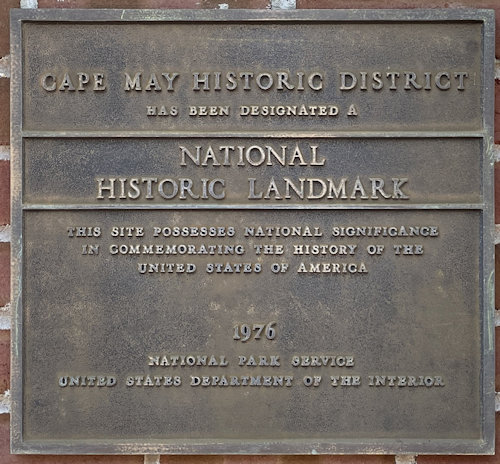 CAPE MAY HISTORIC DISTRICT
HAS BEEN DESIGNATED A
NATIONAL
HISTORIC LANDMARK
THIS SITE POSSESSES NATIONAL SIGNIFICANCE
IN COMMEMORATING THE HISTORY OF THE
UNITED STATES OF AMERICA
1976
NATIONAL PARK SERVICE
UNITED STATES DEPARTMENT OF THE INTERIOR